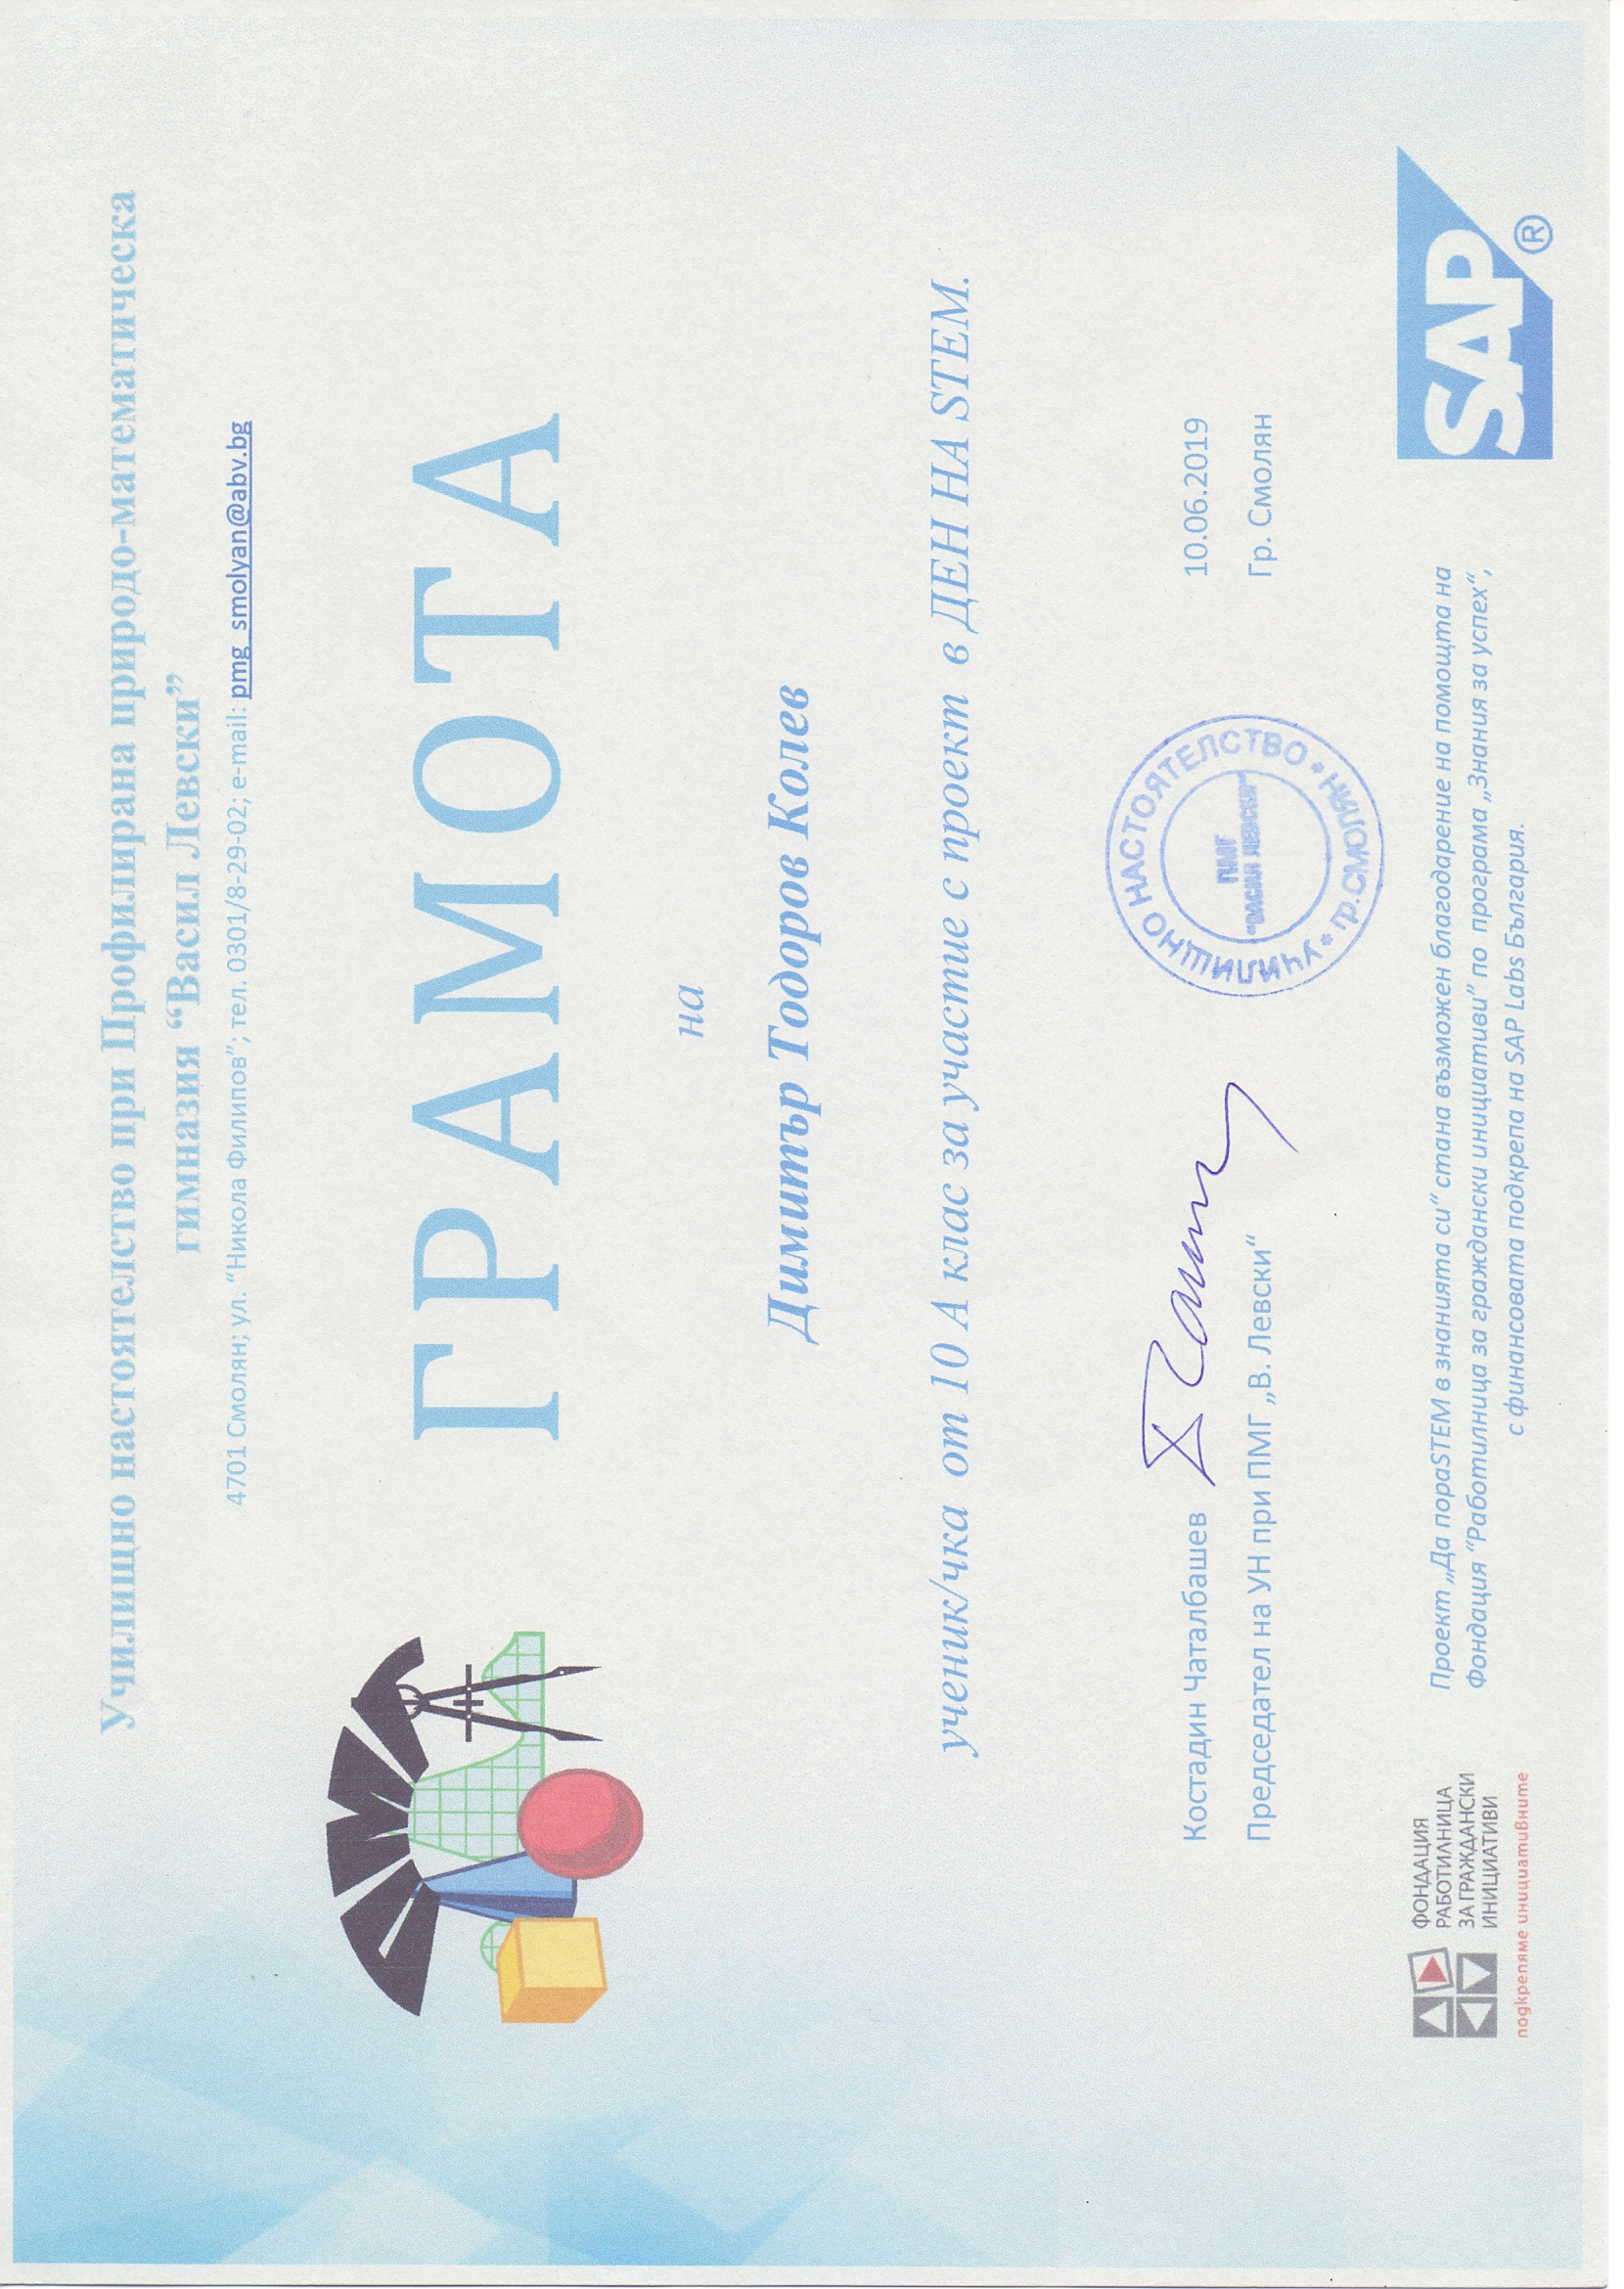 Училищно настоятелство при Профилирана природо-математическа
гимназия “Васил Левски”
4701 Смолян; ул. “Никола Филипов”; тел. 0301/8-29-02; e-mail: pmg_smolyan@abv.bg
ПМГ
ГРАМОТА
на
Димитър Тодоров Колев
ученик/чка от 10 А клас за участие с проект в ДЕН НА STEM.
Костадин Чаталбашев
Председател на УН при ПМГ „В. Левски“
УЧИЛИЩНО НАСТОЯТЕЛСТВО
ПМГ
"ВАСИЛ ЛЕВСКИ"
• гр.СМОЛЯН •
10.06.2019
Гр. Смолян
ФОНДАЦИЯ
РАБОТИЛНИЦА
ЗА ГРАЖДАНСКИ
ИНИЦИАТИВИ
подкрепяме инициативните
Проект „Да пораSTEM в знанията си“ стана възможен благодарение на помощта на
Фондация “Работилница за граждански инициативи” по програма „Знания за успех“,
с финансовата подкрепа на SAP Labs България.
SAP®